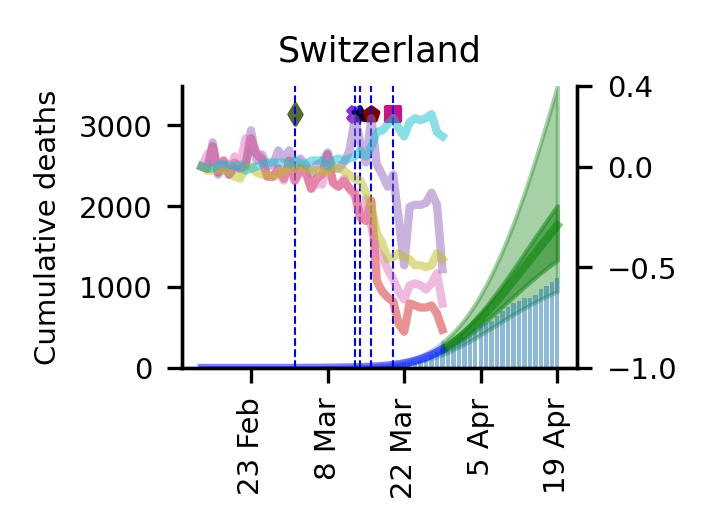 Switzerland
Cumulative deaths
3000
2000
1000
0
0.4
0.0
−0.5
−1.0
23 Feb
8 Mar
22 Mar
5 Apr
19 Apr